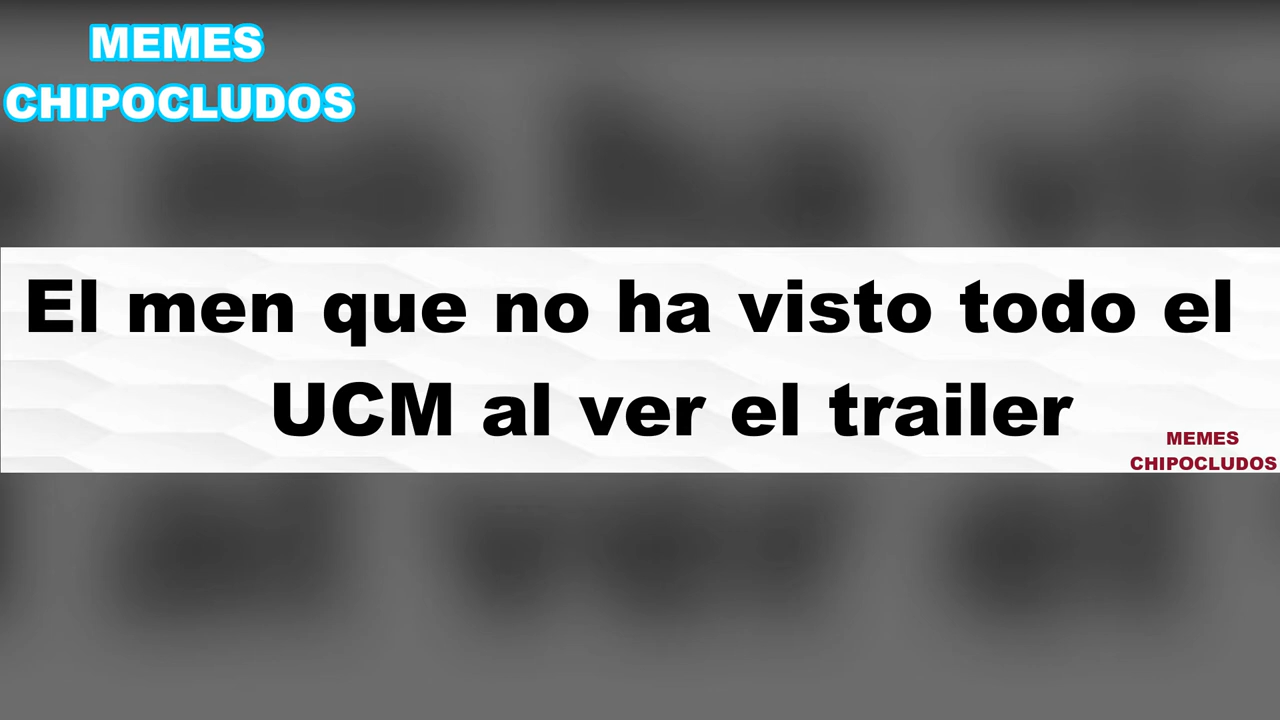 MEMES
CHIPOCLUDOS
El men que no ha visto todo el
UCM al ver el trailer
MEMES
CHIPOCLUDOS